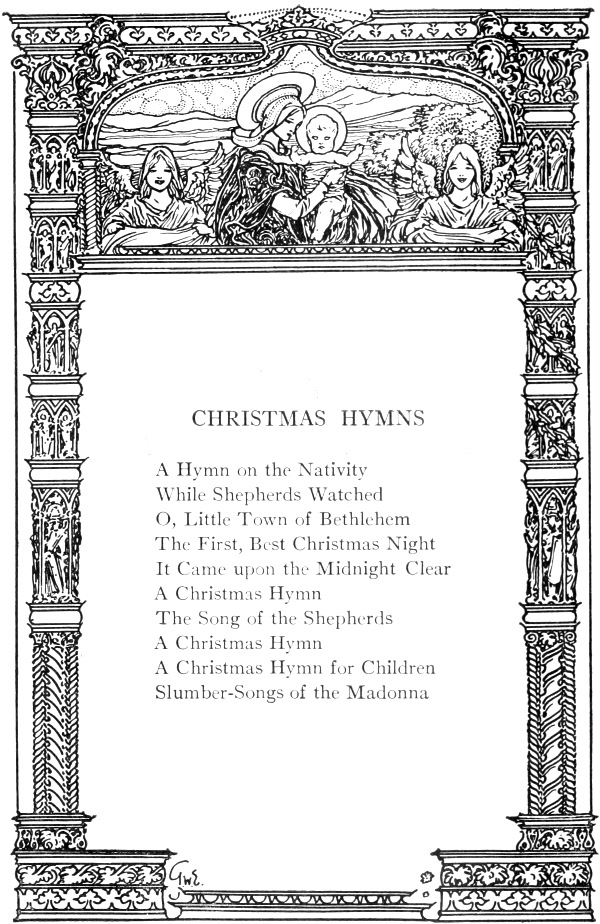 CHRISTMAS HYMNS
A Hymn on the Nativity
While Shepherds Watched
O, Little Town of Bethlehem
The First, Best Christmas Night
It Came upon the Midnight Clear
A Christmas Hymn
The Song of the Shepherds
A Christmas Hymn
A Christmas Hymn for Children
Slumber-Songs of the Madonna